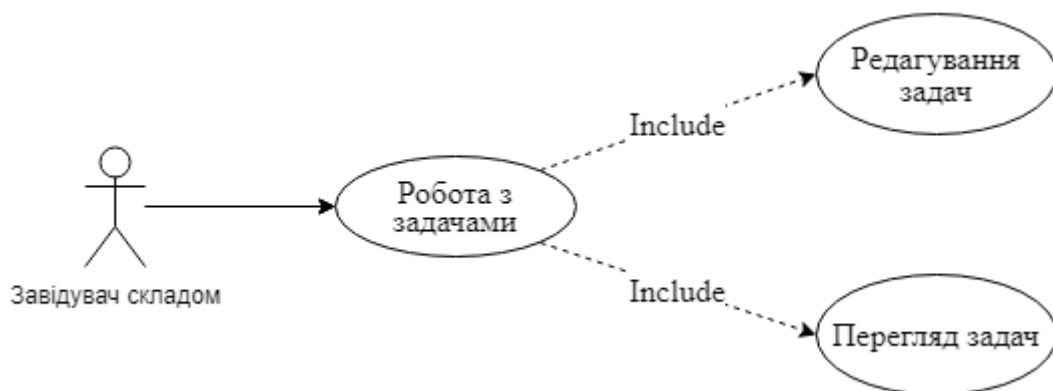 Редагування
задач
Include
Робота з
задачами
Завідувач складом
Include
Перегляд задач